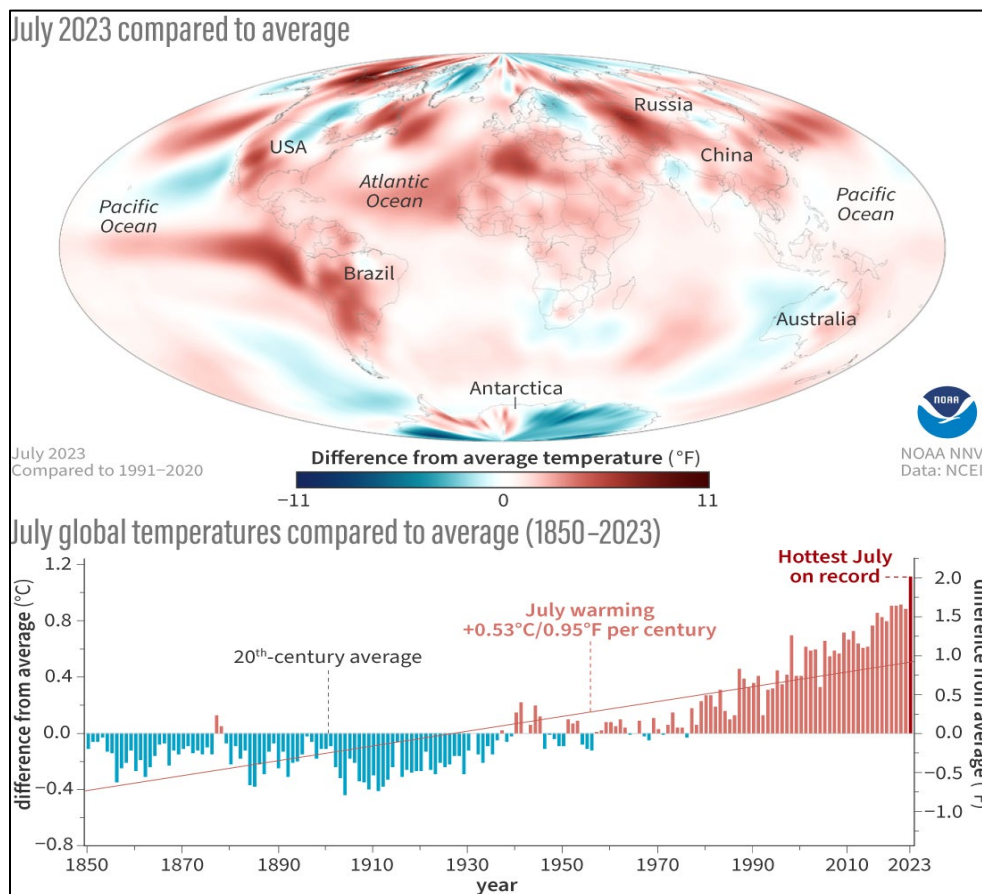 July 2023 compared to average
Russia
USA
China
Atlantic
Ocean
Pacific
Ocean
Pacific
Ocean
Brazil
Australia
Antarctica
NOAA
July 2023
Compared to 1991–2020
Difference from average temperature (°F)
−11 0 11
NOAA NNV
Data: NCEI
July global temperatures compared to average (1850–2023)
Hottest July
on record
July warming
+0.53°C/0.95°F per century
20th-century average
difference from average (°C)
1.2
0.8
0.4
0.0
−0.4
−0.8
2.0
1.5
1.0
0.5
0.0
−0.5
−1.0
difference from average (°F)
1850 1870 1890 1910 1930 1950 1970 1990 2010 2023
year